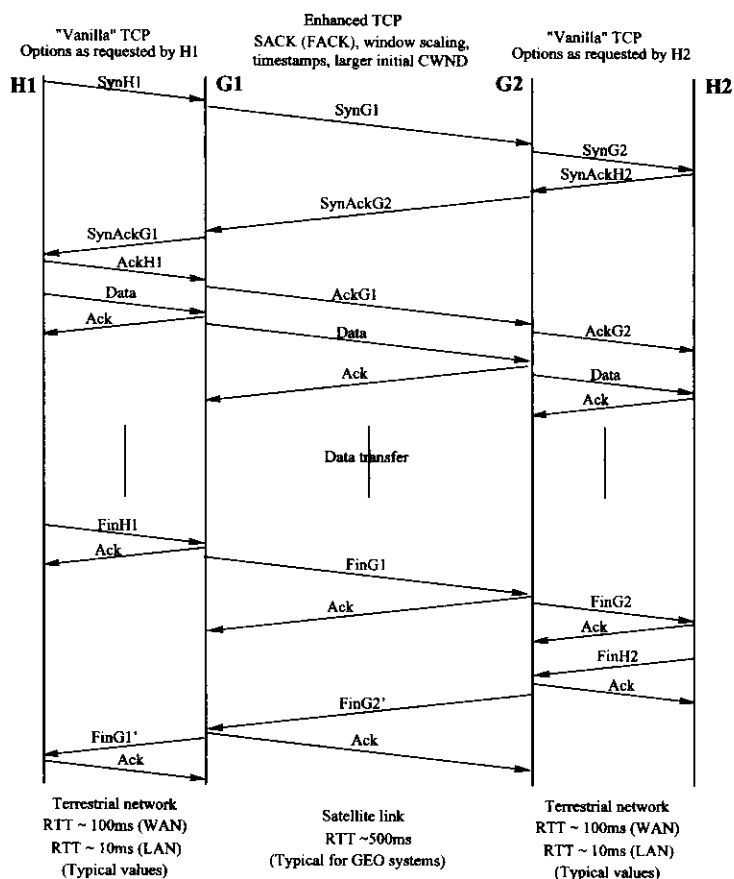 "Vanilla" TCP
Options as requested by H1
Enhanced TCP
SACK (FACK), window scaling,
timestamps, larger initial CWND
"Vanilla" TCP
Options as requested by H2
H1
G1
G2
H2
SynH1
SynG1
SynG2
SynAckH2
SynAckG2
SynAckG1
AckH1
Data
AckG1
Ack
Data
AckG2
Ack
Data
Ack
Data transfer
FinH1
Ack
FinG1
Ack
FinG2
Ack
FinH2
Ack
FinG2'
FinG1'
Ack
Ack
Terrestrial network
RTT ~ 100ms (WAN)
RTT ~ 10ms (LAN)
(Typical values)
Satellite link
RTT ~500ms
(Typical for GEO systems)
Terrestrial network
RTT ~ 100ms (WAN)
RTT ~ 10ms (LAN)
(Typical values)